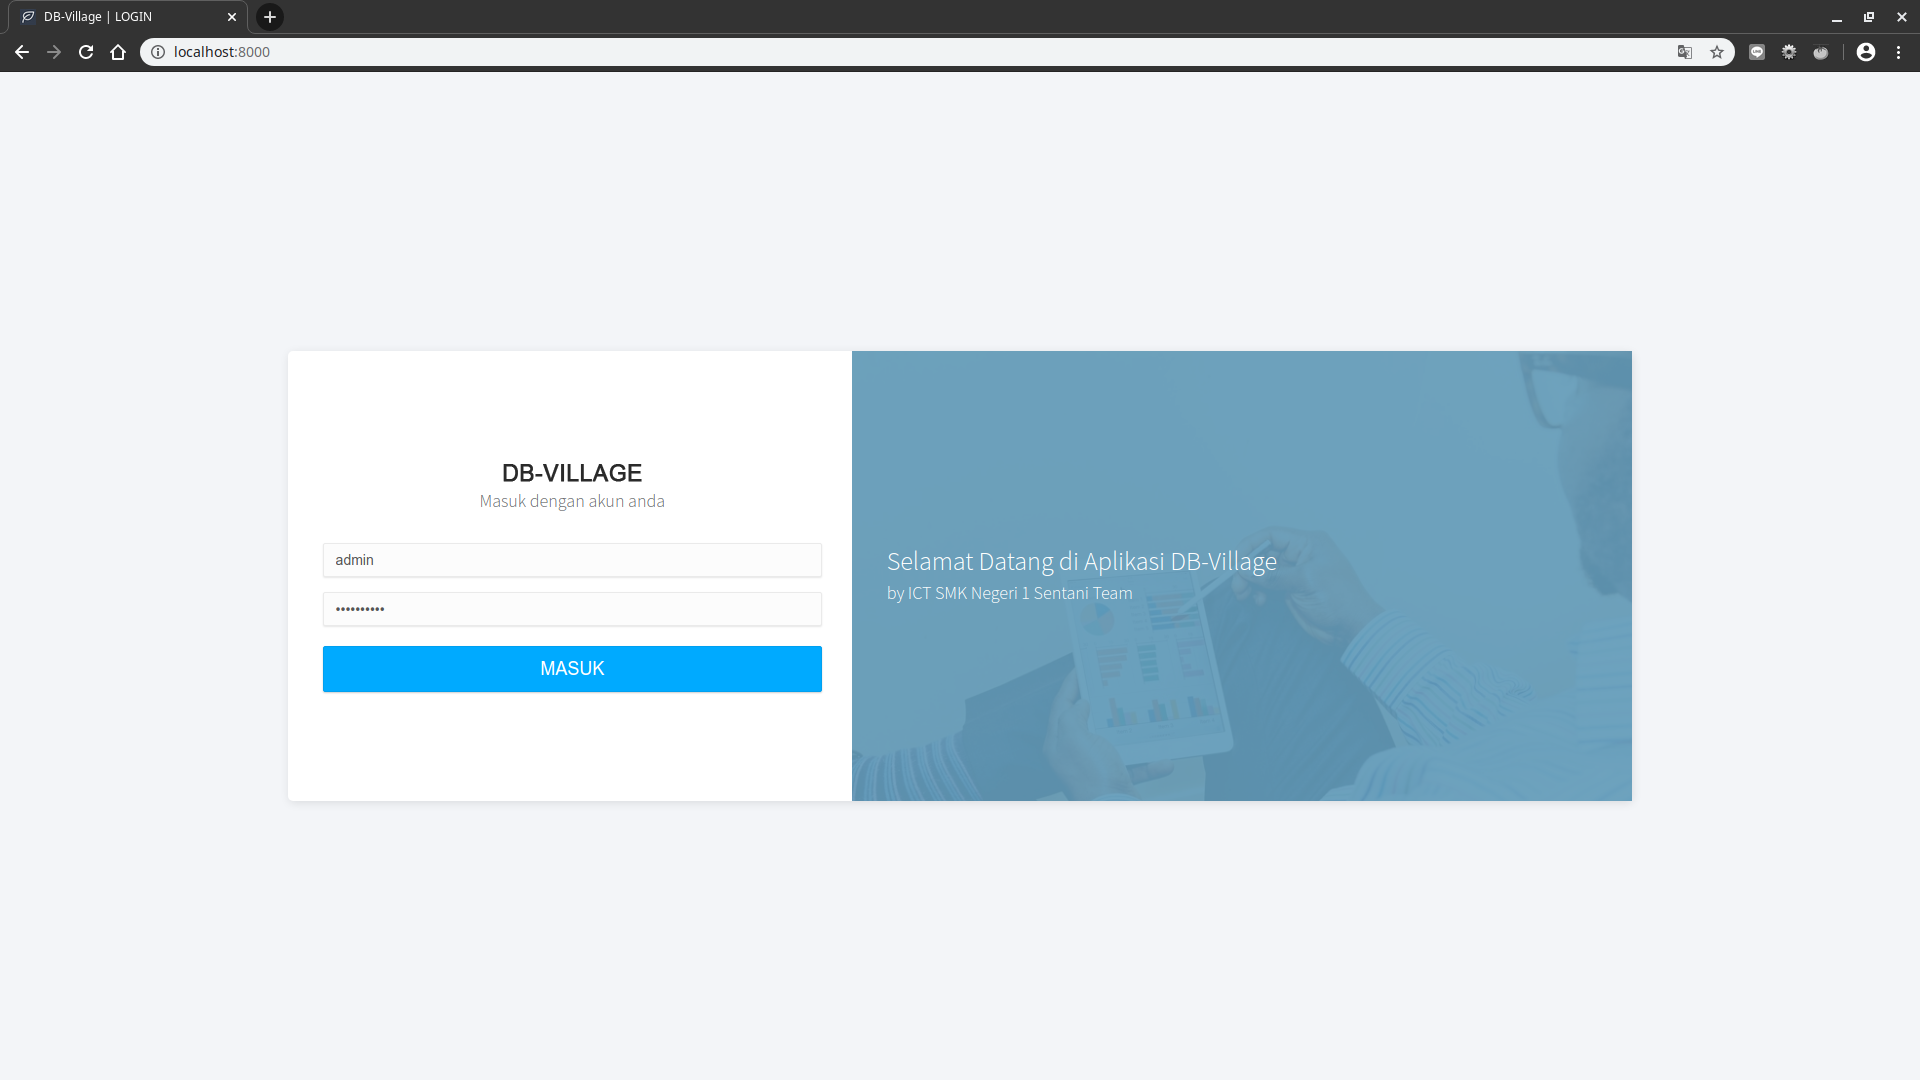 DB-Village | LOGIN
localhost:8000
DB-VILLAGE
Masuk dengan akun anda
admin
••••••••••
MASUK
Selamat Datang di Aplikasi DB-Village
by ICT SMK Negeri 1 Sentani Team